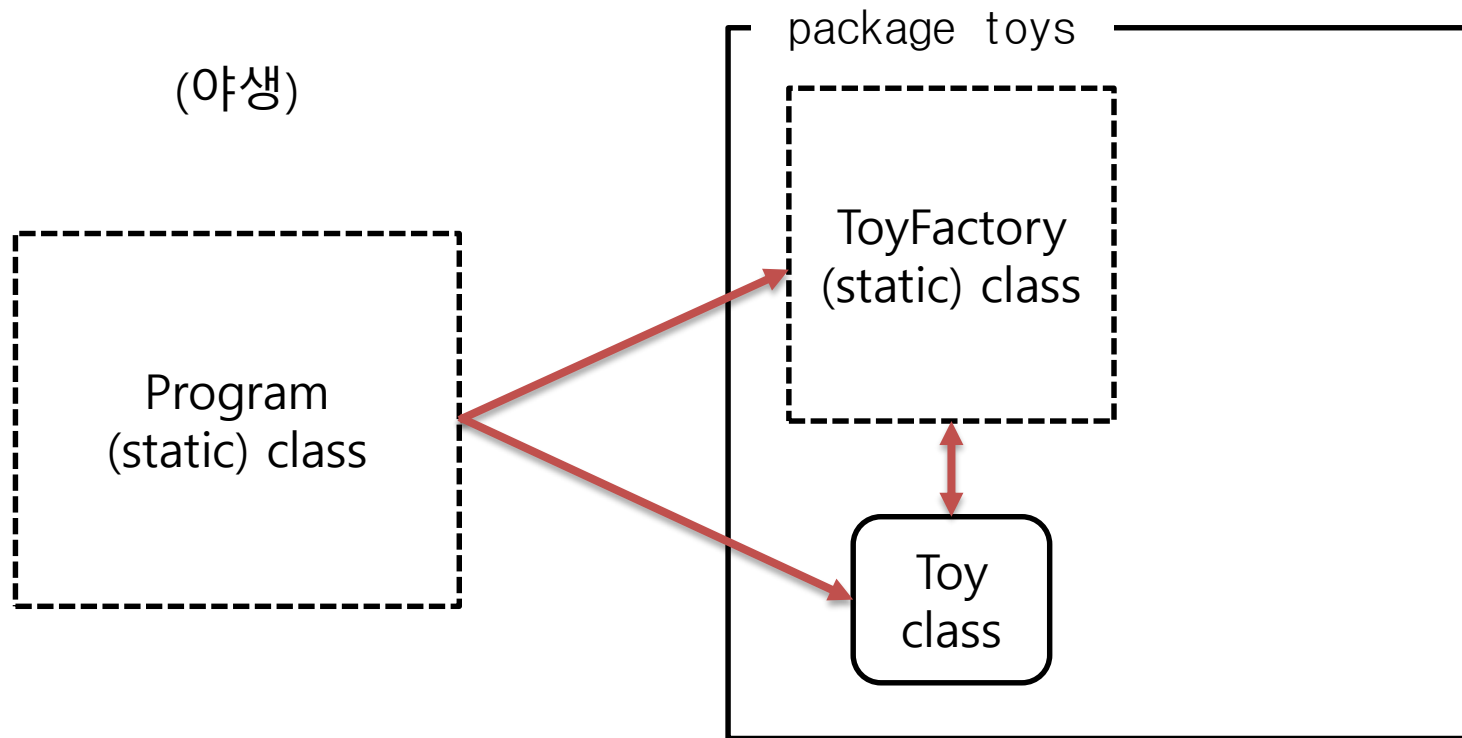 package toys
(야생)
ToyFactory
(static) class
Program
(static) class
Toy
class